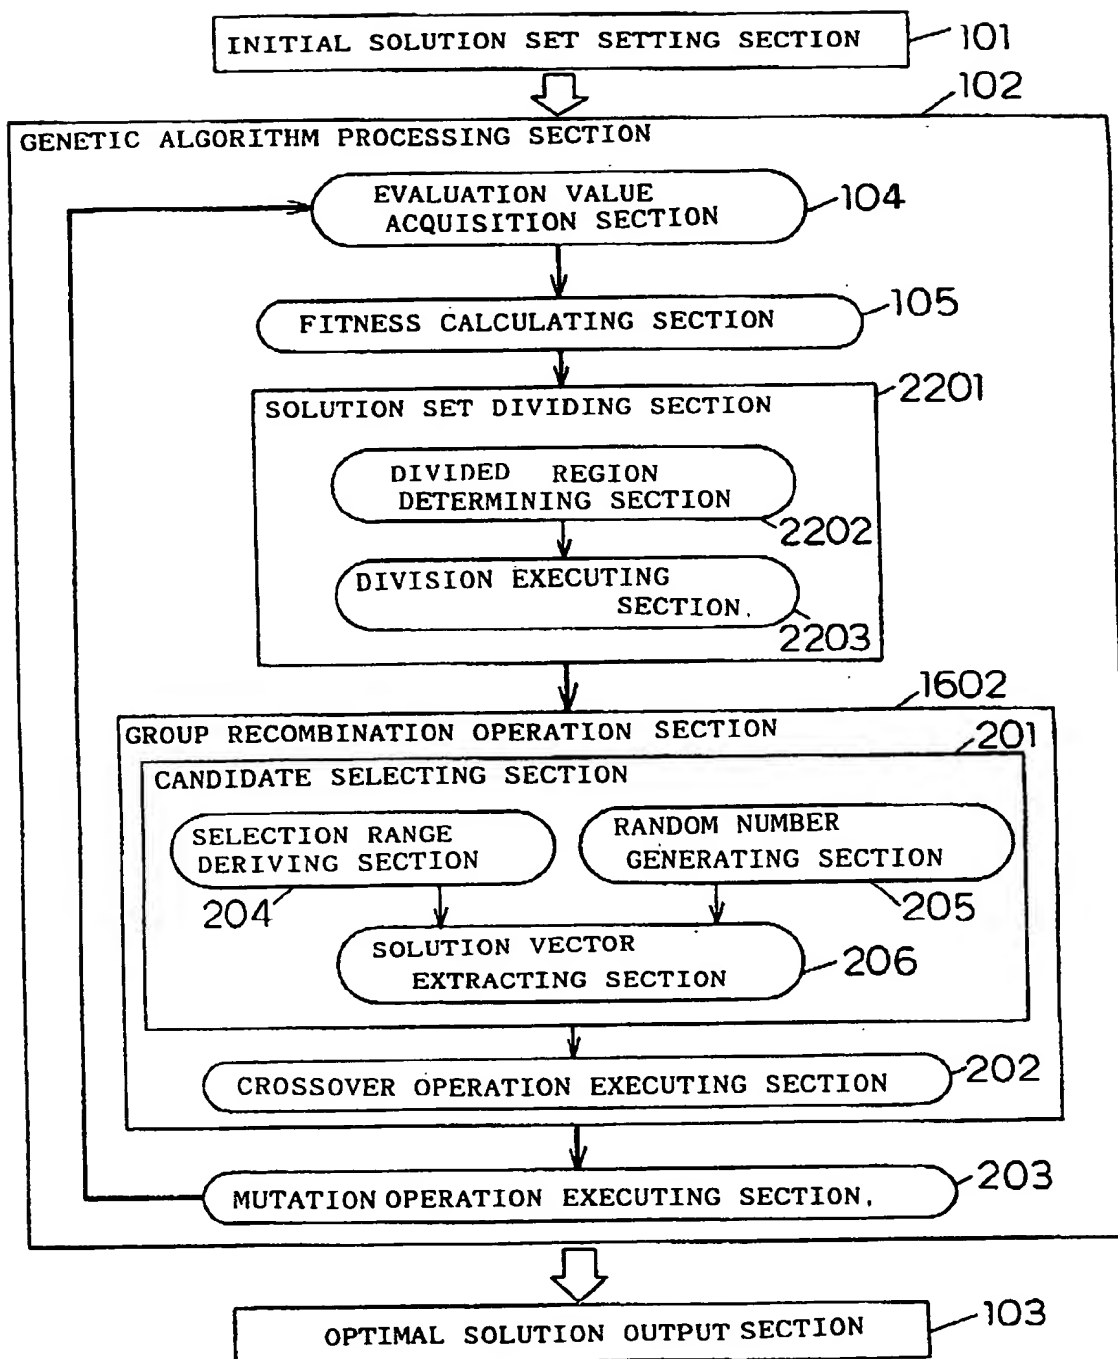 INITIAL SOLUTION SET SETTING SECTION
101
102
GENETIC ALGORITHM PROCESSING SECTION
EVALUATION VALUE
ACQUISITION SECTION
104
FITNESS CALCULATING SECTION
105
2201
SOLUTION SET DIVIDING SECTION
DIVIDED REGION
DETERMINING SECTION
2202
DIVISION EXECUTING
SECTION.
2203
1602
GROUP RECOMBINATION OPERATION SECTION
201
CANDIDATE SELECTING SECTION
SELECTION RANGE
DERIVING SECTION
204
RANDOM NUMBER
GENERATING SECTION
205
SOLUTION VECTOR
EXTRACTING SECTION
206
CROSSOVER OPERATION EXECUTING SECTION
202
MUTATION OPERATION EXECUTING SECTION.
203
OPTIMAL SOLUTION OUTPUT SECTION
103